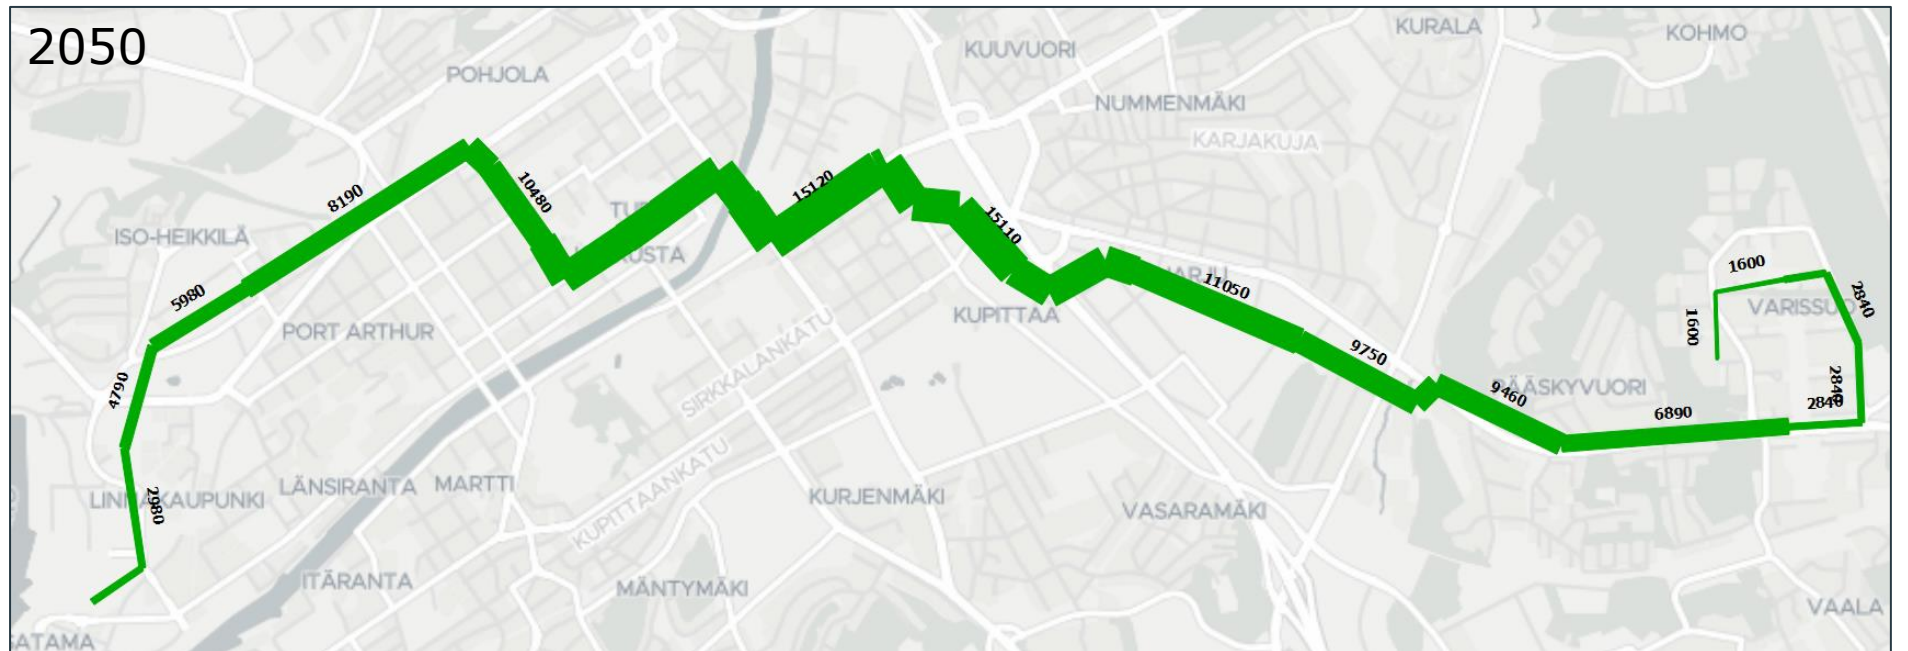 2050
KURALA
KOHMO
KUUVUORI
POHJOLA
NUMMENMÄKI
KARJAKUJA
8190
10480
15120
15110
ISO-HEIKKILÄ
5980
PORT ARTHUR
KUPITTAA
11050
1600
1600
2840
VARISSUO
SIRKKALANKATU
4790
9750
PÄÄSKYVUORI
9460
6890
2840
2840
2980
LÄNSIRANTA
MARTTI
KUPITTAANKATU
KURJENMÄKI
VASARAMÄKI
ITÄRANTA
MÄNTYMÄKI
VAALA